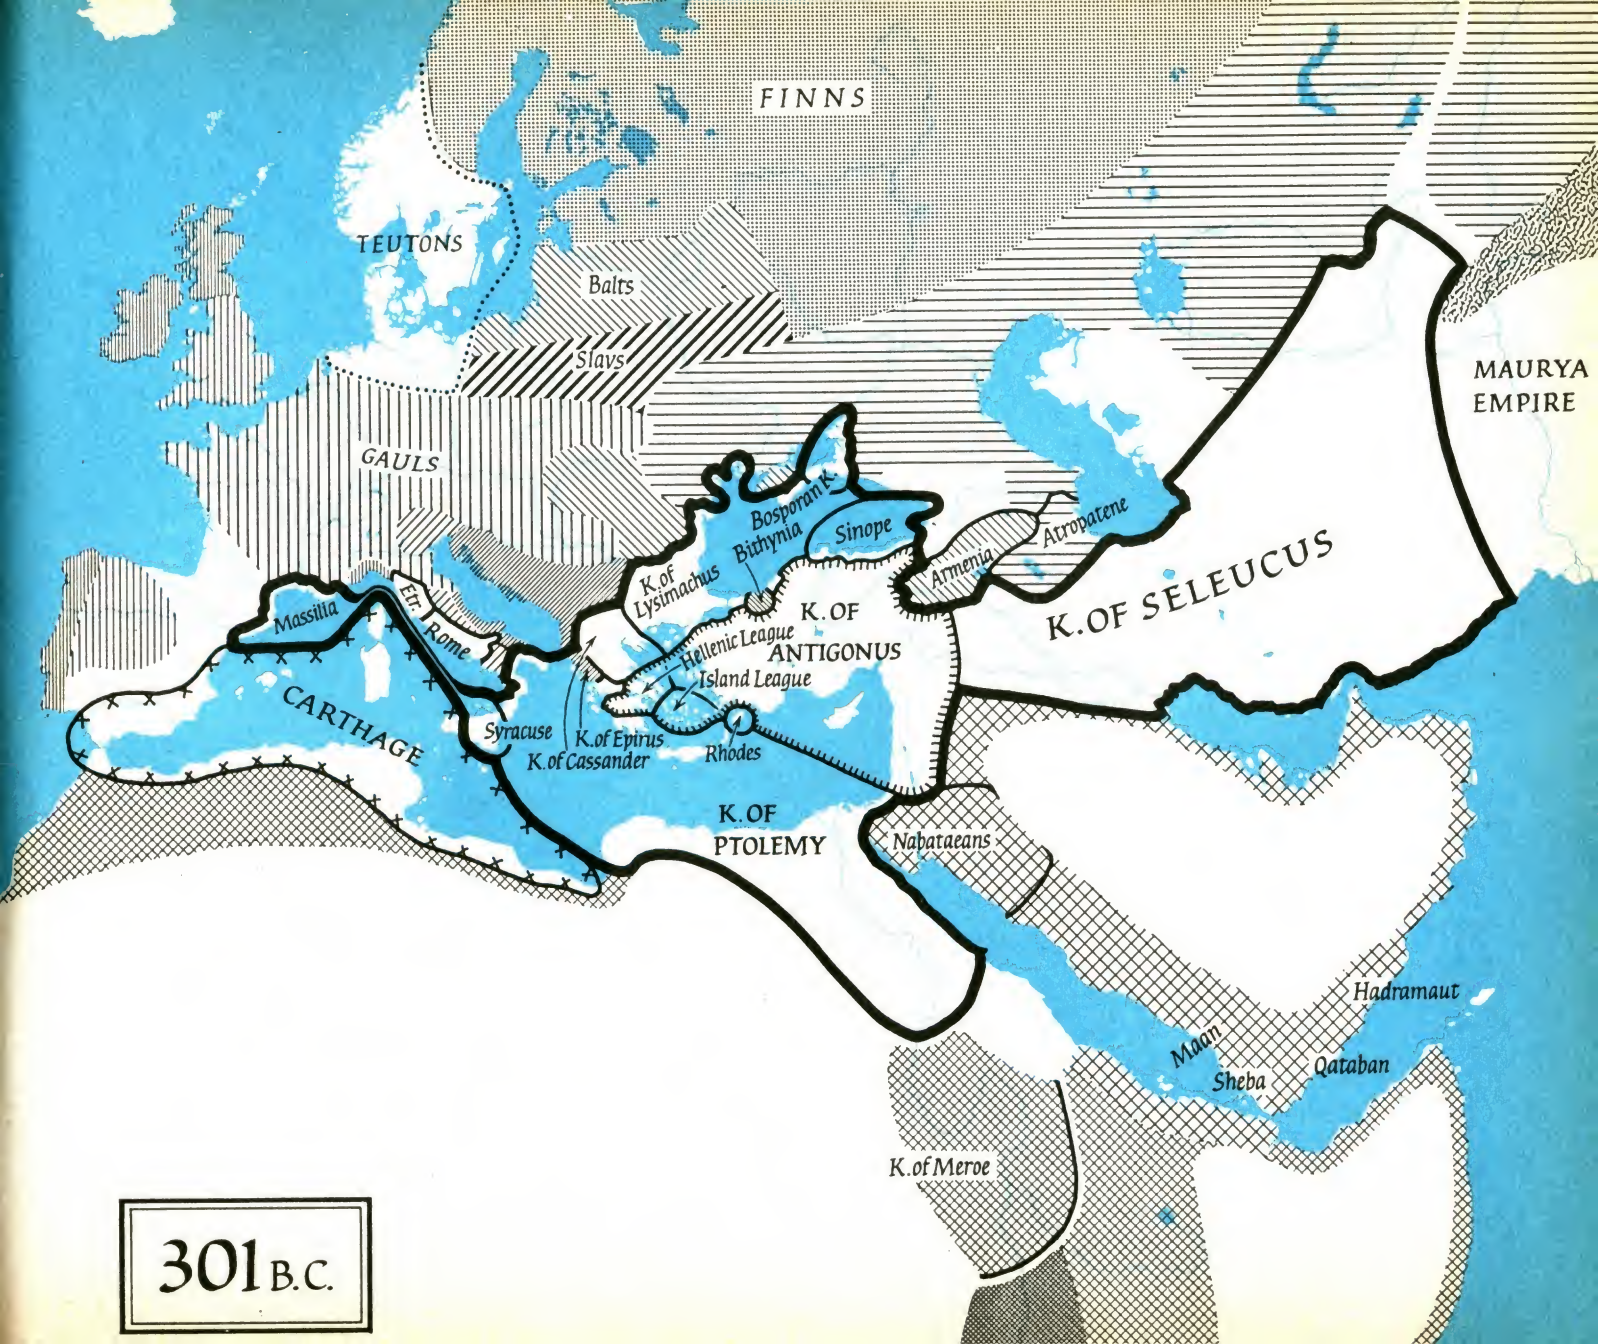 FINNS
TEUTONS
Balts
Slavs
MAURYA
EMPIRE
GAULS
Bosporan K.
Bithynia
Sinope
Atropatene
Armenia
K. OF SELEUCUS
K. of
Lysimachus
Massilia
Etr.
Rome
K. OF
ANTIGONUS
Hellenic League
Island League
CARTHAGE
Syracuse
K. of Epirus
K. of Cassander
Rhodes
K. OF
PTOLEMY
Nabataeans
Hadramaut
Maan
Sheba
Qataban
K. of Meroe
301 B.C.